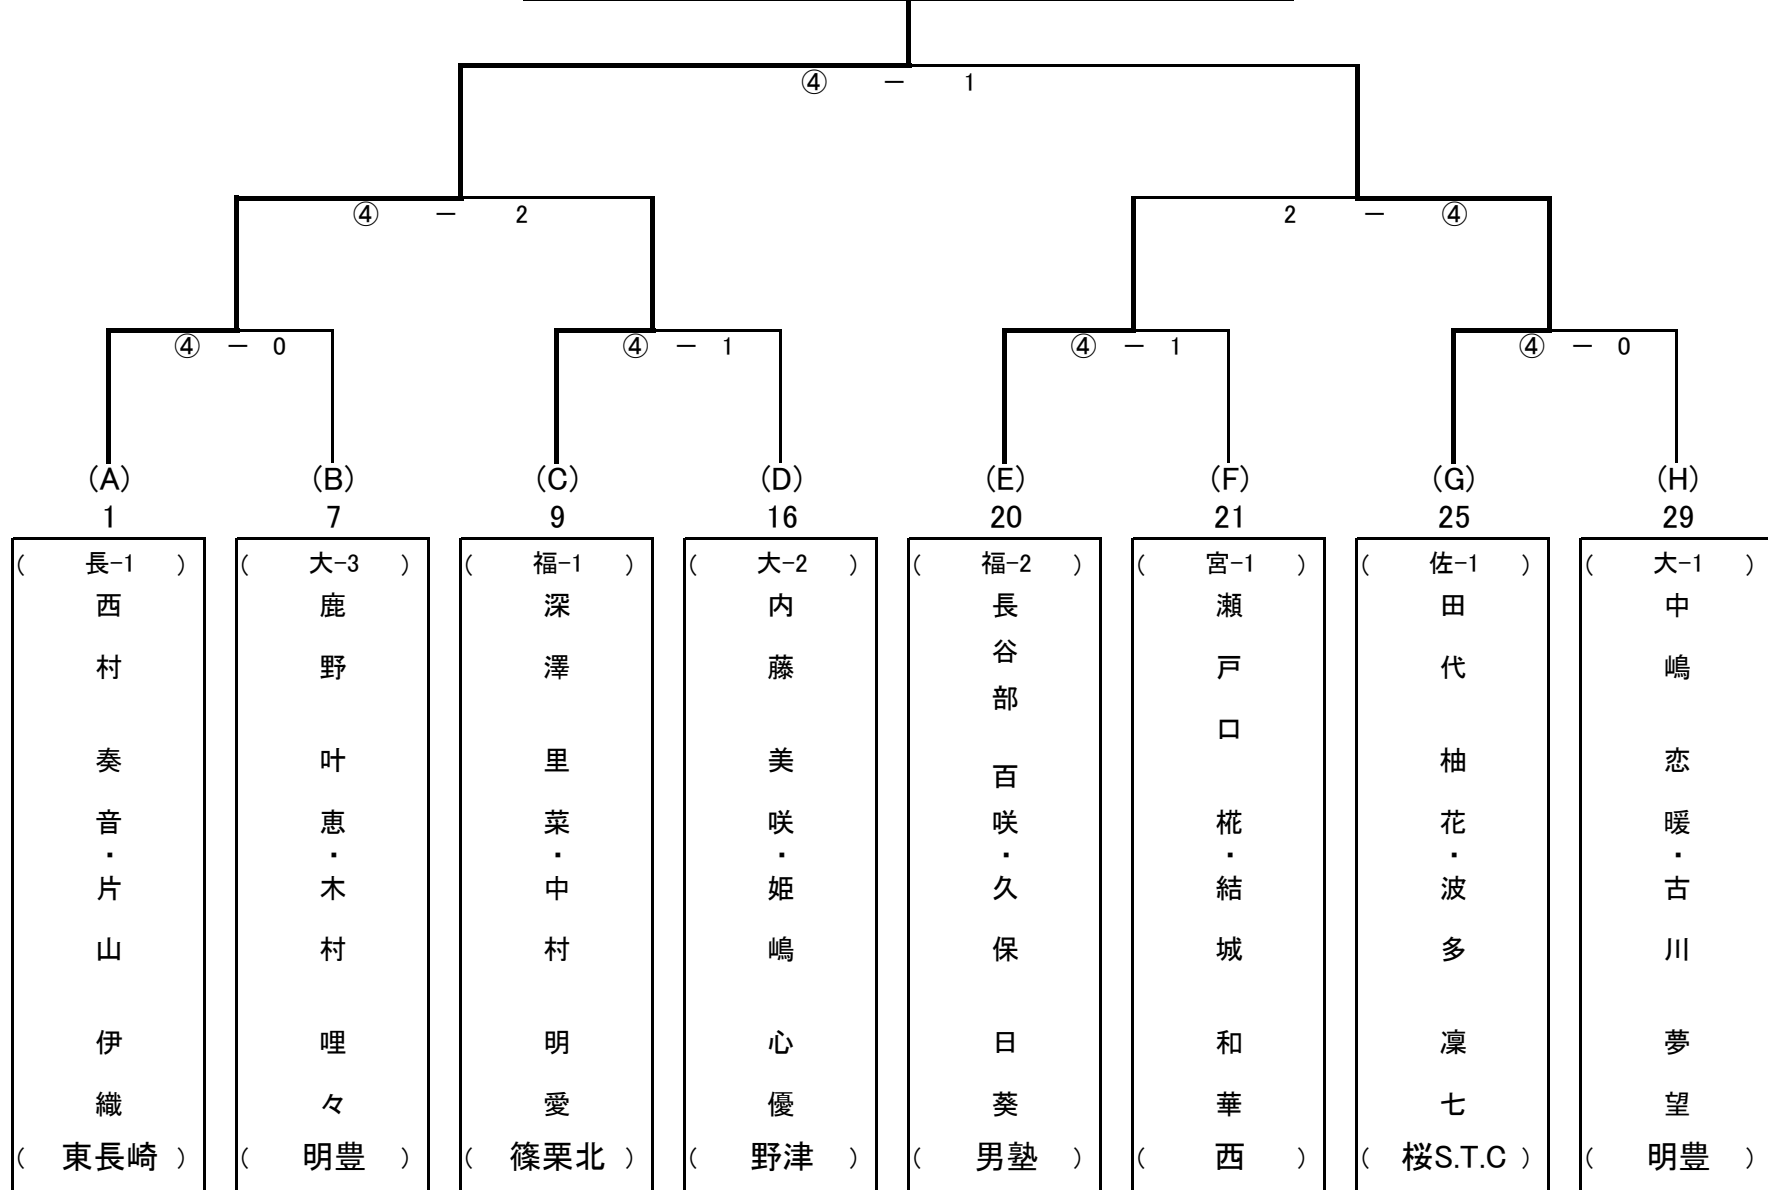 ④ － 1
④ － 2
2 － ④
④ － 0
④ － 1
④ － 1
④ － 0
(A) (B) (C) (D) (E) (F) (G) (H)
1 7 9 16 20 21 25 29
( 長-1 ) ( 大-3 ) ( 福-1 ) ( 大-2 ) ( 福-2 ) ( 宮-1 ) ( 佐-1 ) ( 大-1 )
西村 奏音・片山 伊織
鹿野 叶恵・木村 哩々
深澤 里菜・中村 明愛
内藤 美咲・姫嶋 心優
長谷部 百咲・久保 日葵
瀬戸口 椛・結城 和華
田代 柚花・波多 凜七
中嶋 恋暖・古川 夢望
( 東長崎 ) ( 明豊 ) ( 篠栗北 ) ( 野津 ) ( 男塾 ) ( 西 ) ( 桜S.T.C ) ( 明豊 )